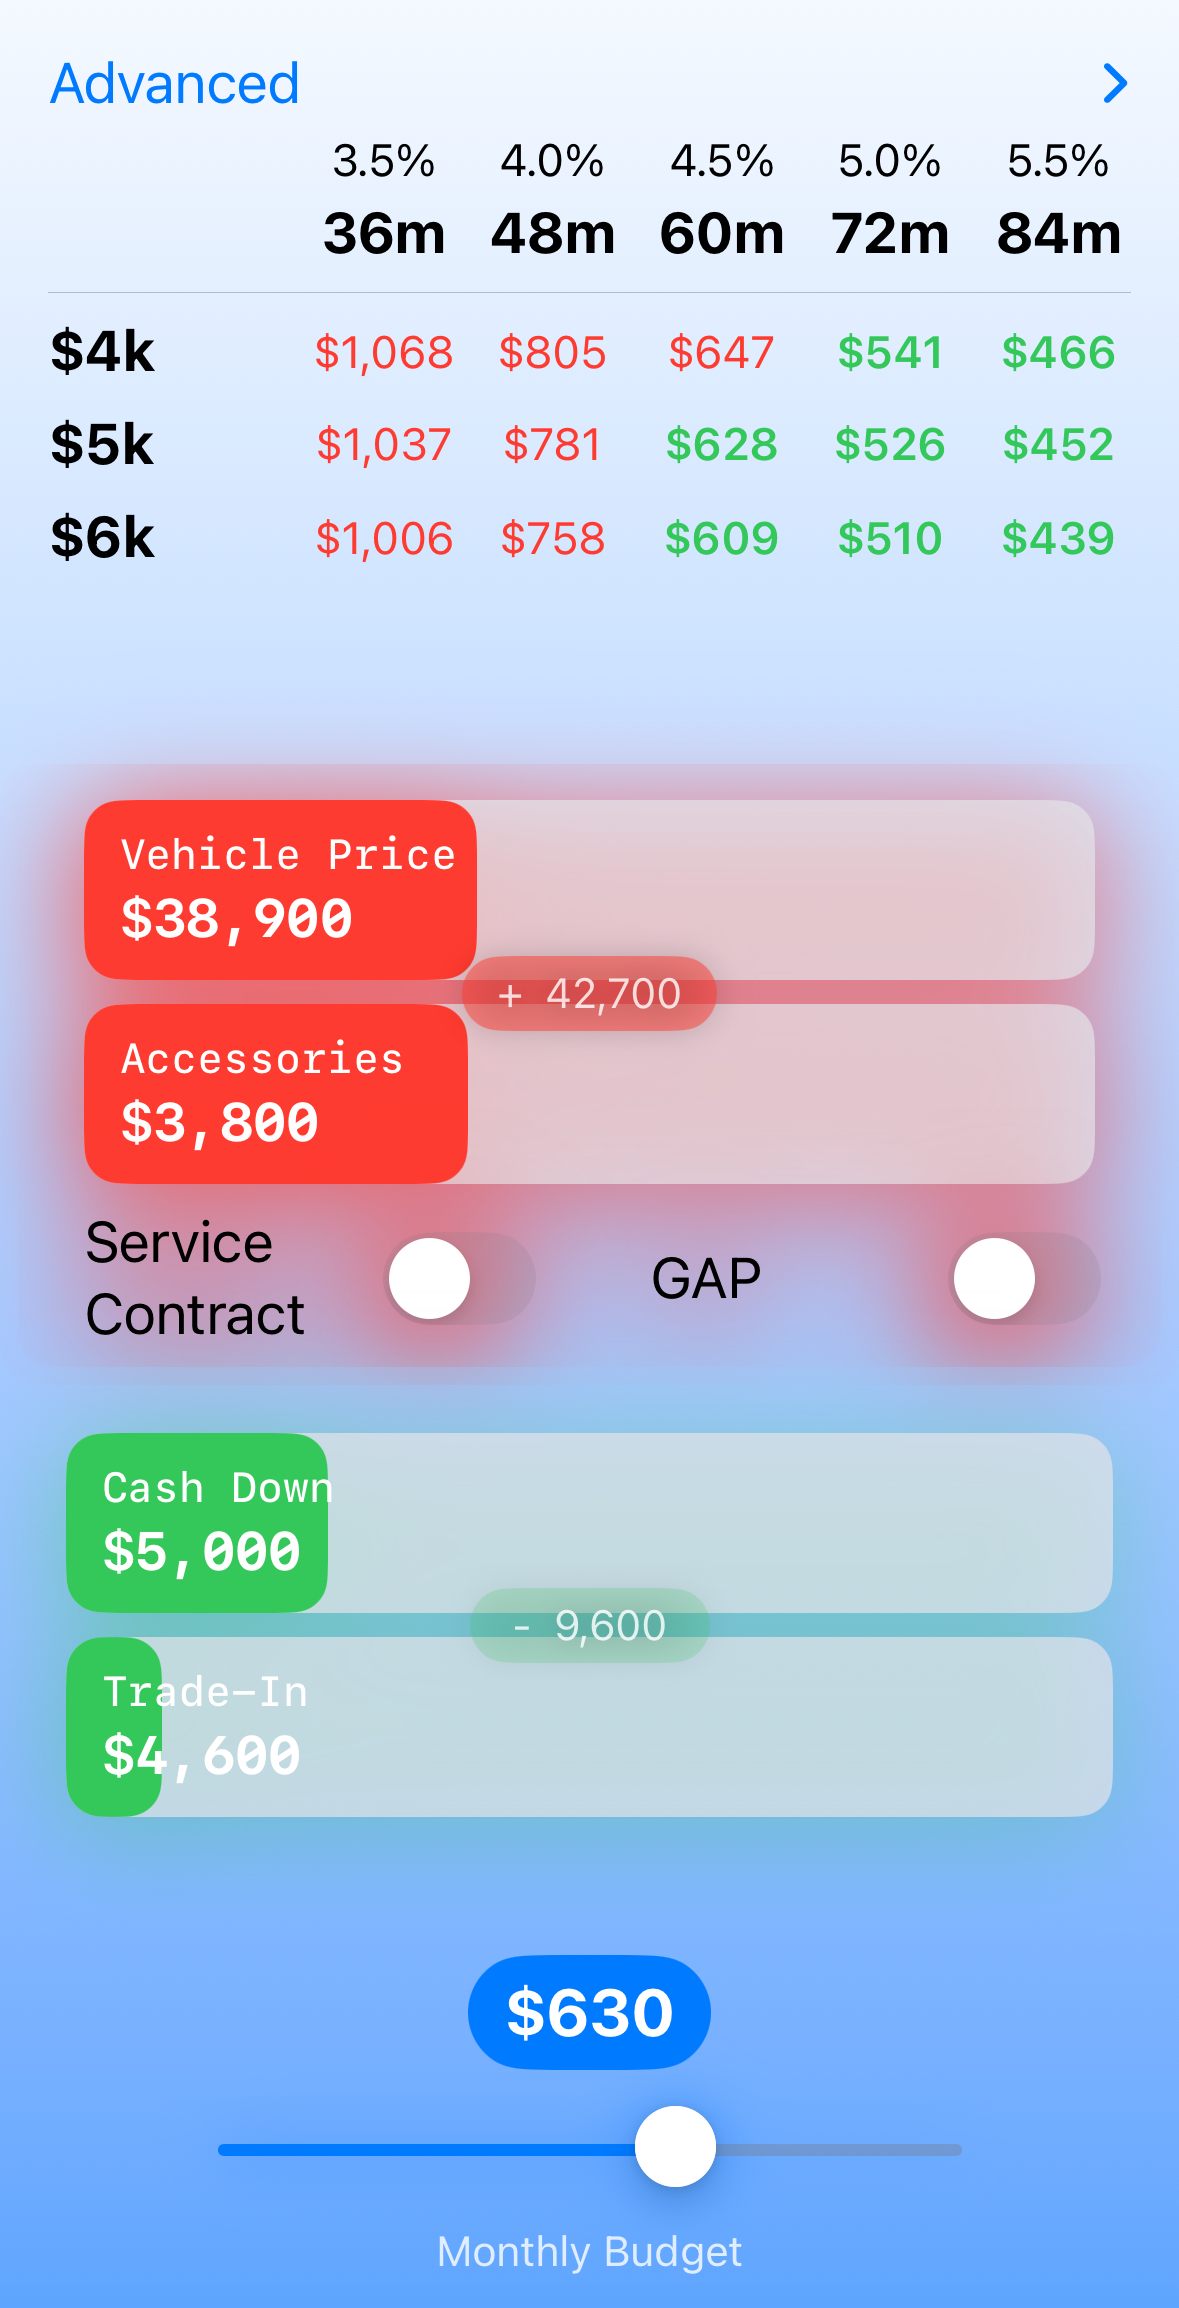 Advanced
3.5% 4.0% 4.5% 5.0% 5.5%
36m 48m 60m 72m 84m
$4k $1,068 $805 $647 $541 $466
$5k $1,037 $781 $628 $526 $452
$6k $1,006 $758 $609 $510 $439
Vehicle Price
$38,900
+ 42,700
Accessories
$3,800
Service
Contract
GAP
Cash Down
$5,000
- 9,600
Trade-In
$4,600
$630
Monthly Budget